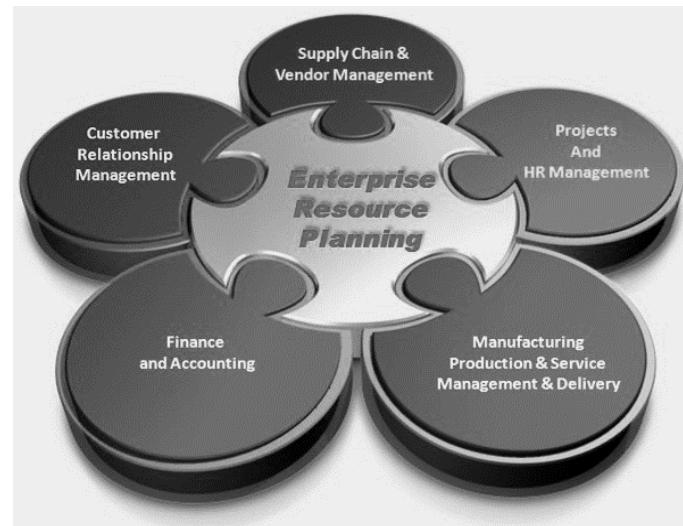 Supply Chain &
Vendor Management
Customer
Relationship
Management
Projects
And
HR Management
Enterprise
Resource
Planning
Finance
and Accounting
Manufacturing
Production & Service
Management & Delivery